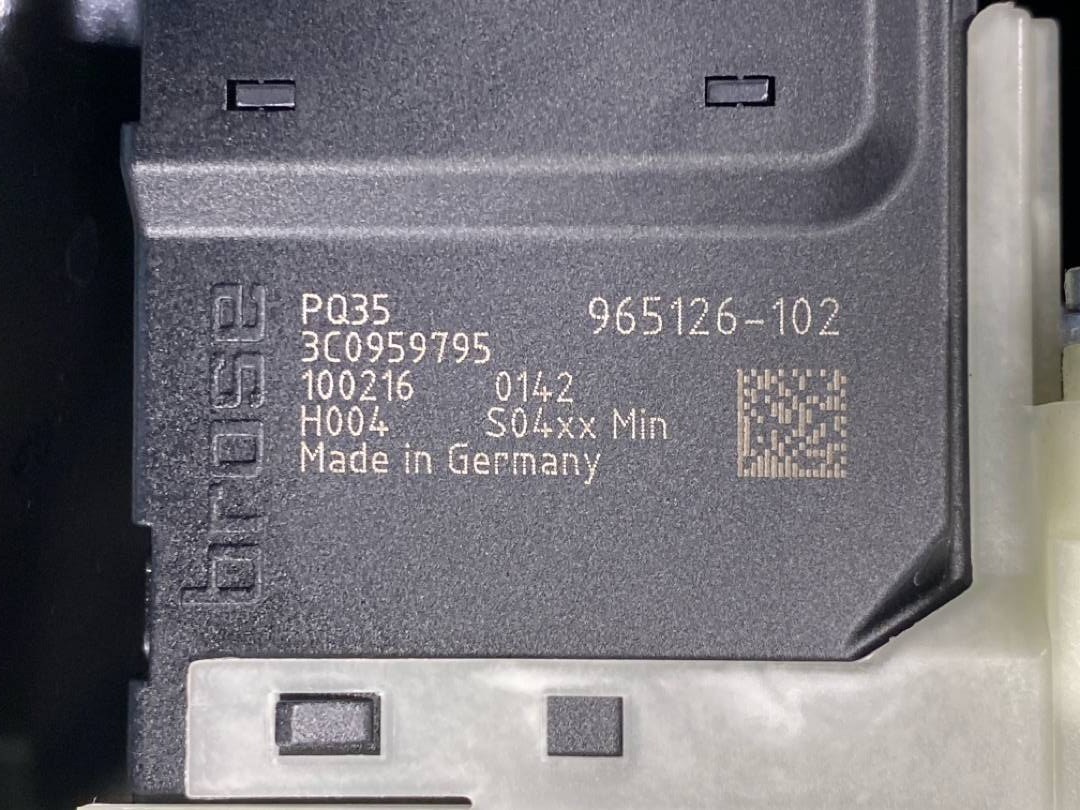 brose
PQ35
965126-102
3C0959795
100216 0142
H004 S04xx Min
Made in Germany